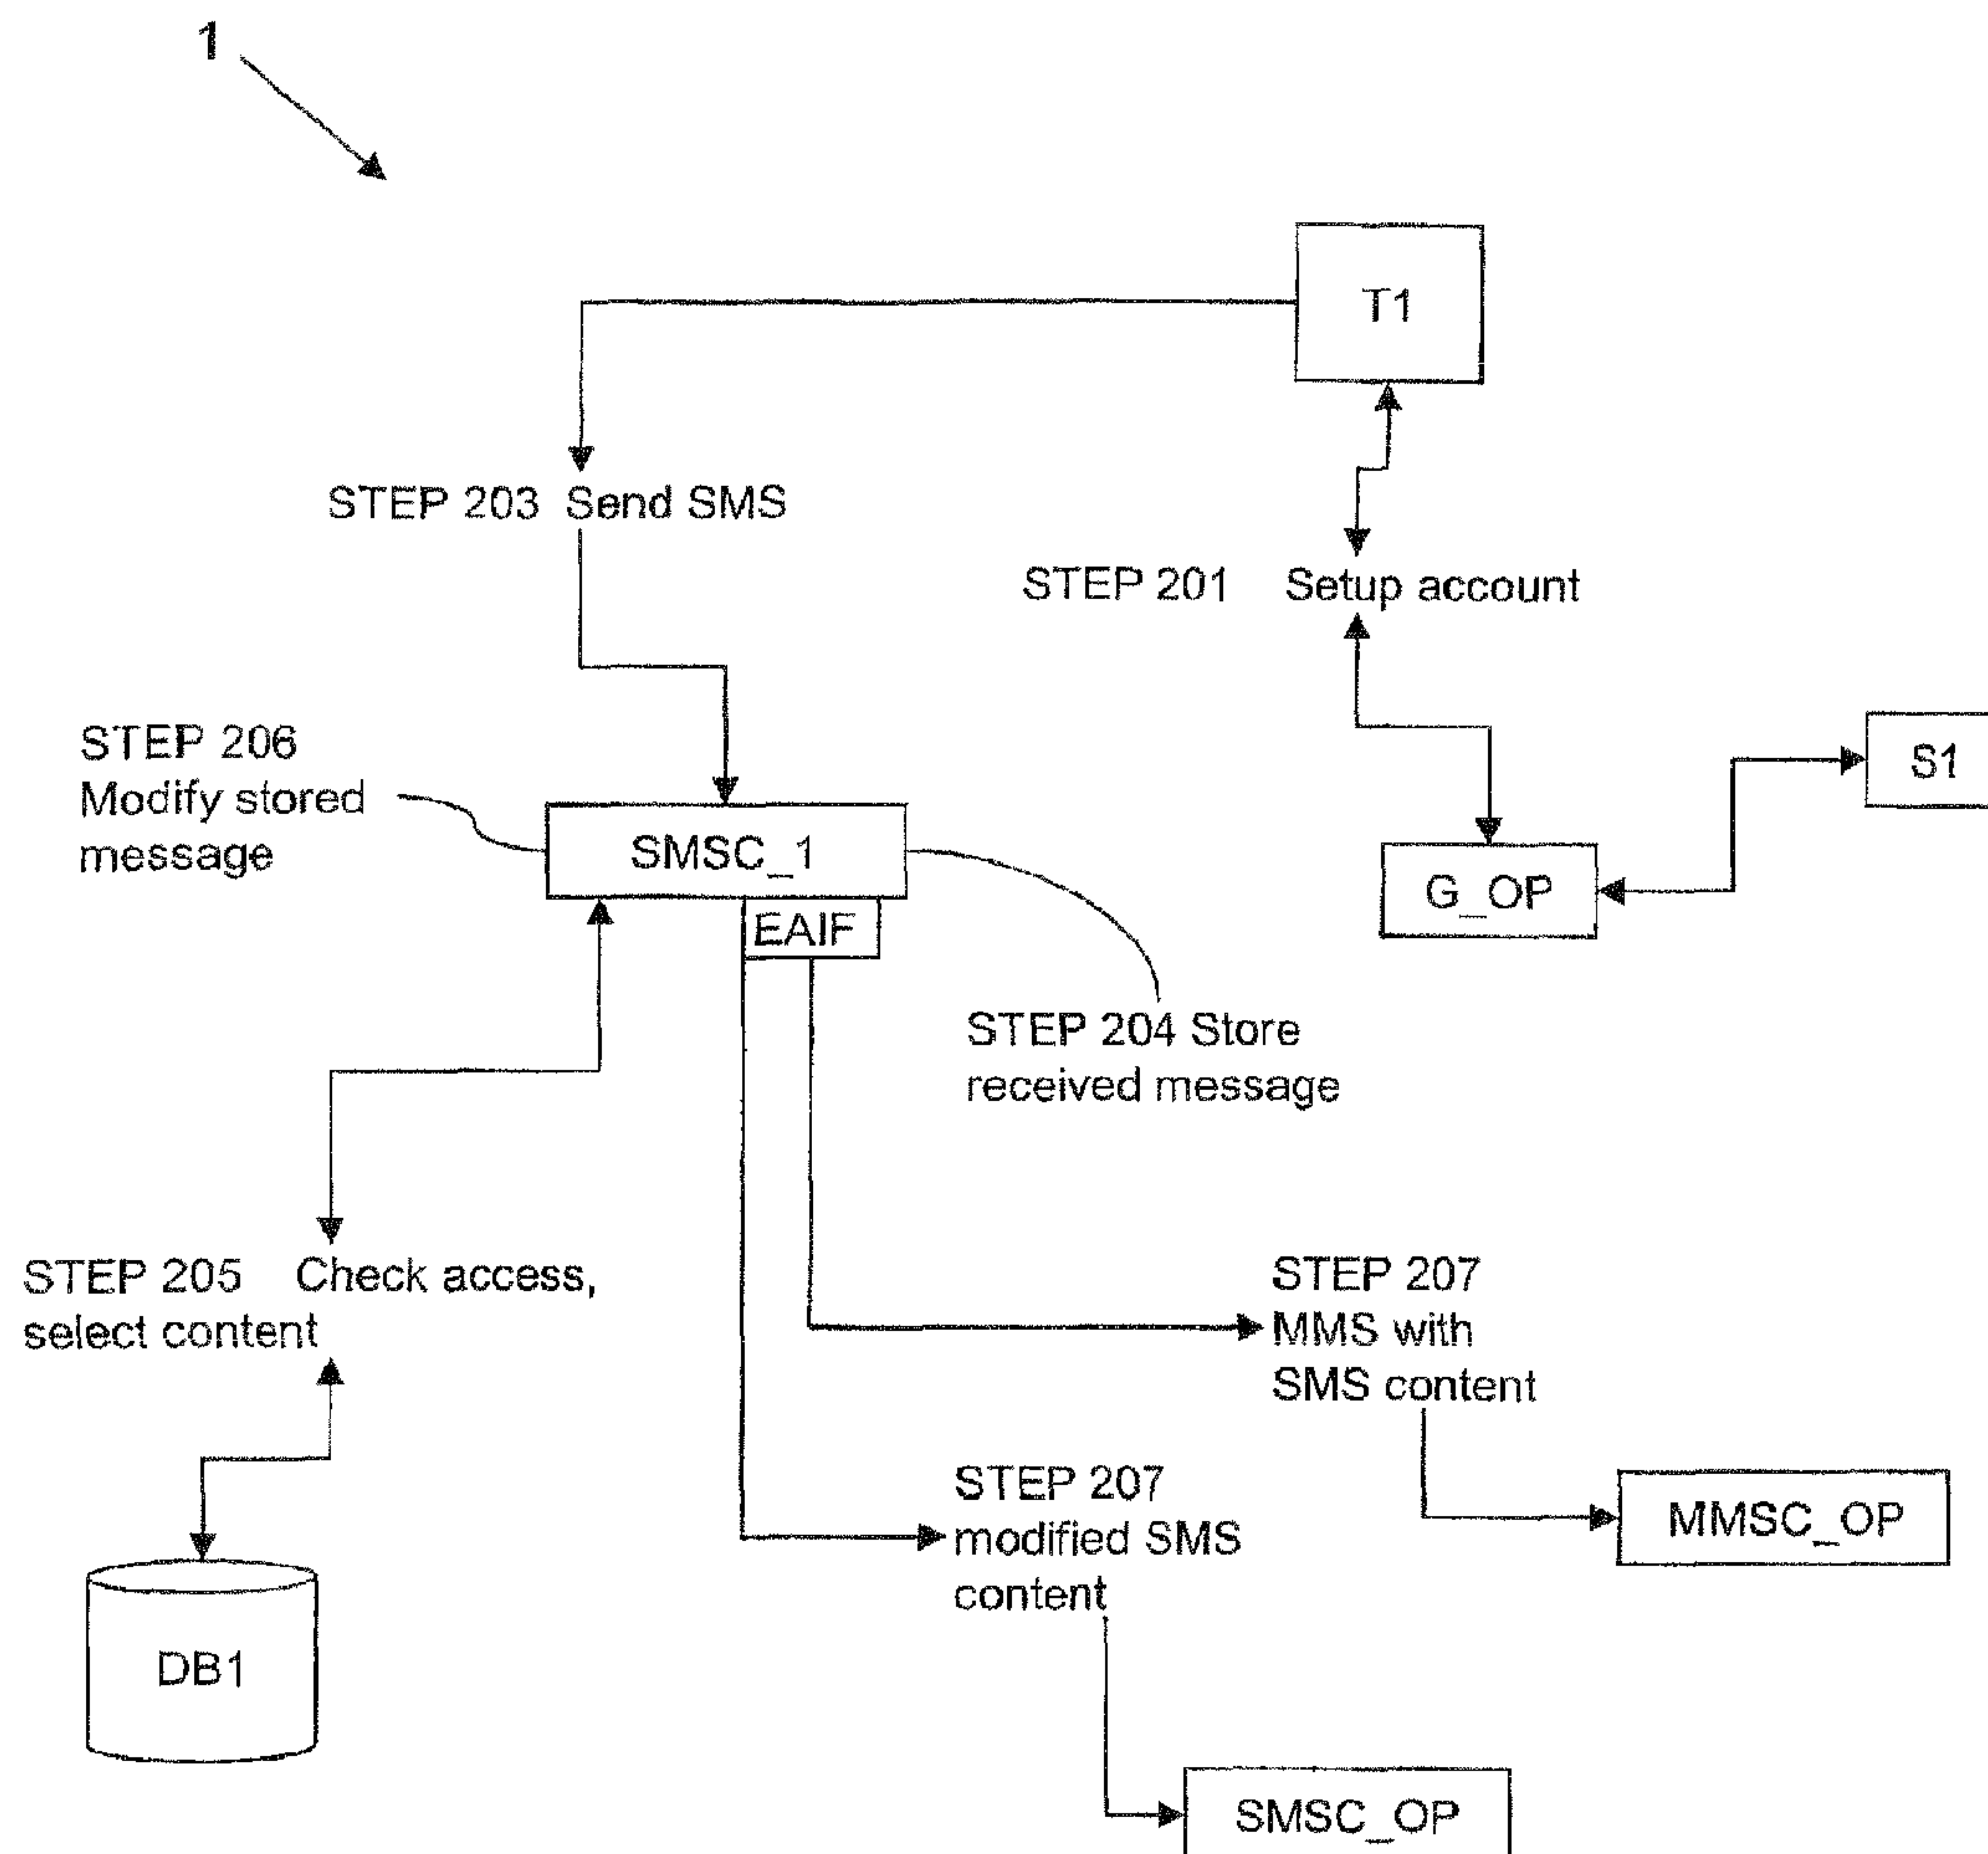 1
T1
STEP 203 Send SMS
STEP 201 Setup account
STEP 206
Modify stored
message
S1
SMSC_1
G_OP
EAIF
STEP 204 Store
received message
STEP 205 Check access,
select content
STEP 207
MMS with
SMS content
STEP 207
modified SMS
content
MMSC_OP
DB1
SMSC_OP